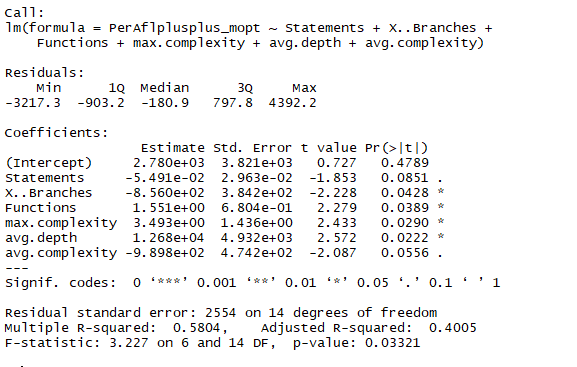 Call:
lm(formula = PerAflplusplus_mopt ~ Statements + X..Branches +
    Functions + max.complexity + avg.depth + avg.complexity)
Residuals:
    Min      1Q  Median      3Q     Max
-3217.3  -903.2  -180.9   797.8  4392.2
Coefficients:
                 Estimate Std. Error t value Pr(>|t|)
(Intercept)     2.780e+03  3.821e+03   0.727   0.4789
Statements     -5.491e-02  2.963e-02  -1.853   0.0851 .
X..Branches    -8.560e+02  3.842e+02  -2.228   0.0428 *
Functions       1.551e+00  6.804e-01   2.279   0.0389 *
max.complexity  3.493e+00  1.436e+00   2.433   0.0290 *
avg.depth       1.268e+04  4.932e+03   2.572   0.0222 *
avg.complexity -9.898e+02  4.742e+02  -2.087   0.0556 .
---
Signif. codes:  0 ‘***’ 0.001 ‘**’ 0.01 ‘*’ 0.05 ‘.’ 0.1 ‘ ’ 1
Residual standard error: 2554 on 14 degrees of freedom
Multiple R-squared:  0.5804,    Adjusted R-squared:  0.4005
F-statistic: 3.227 on 6 and 14 DF,  p-value: 0.03321